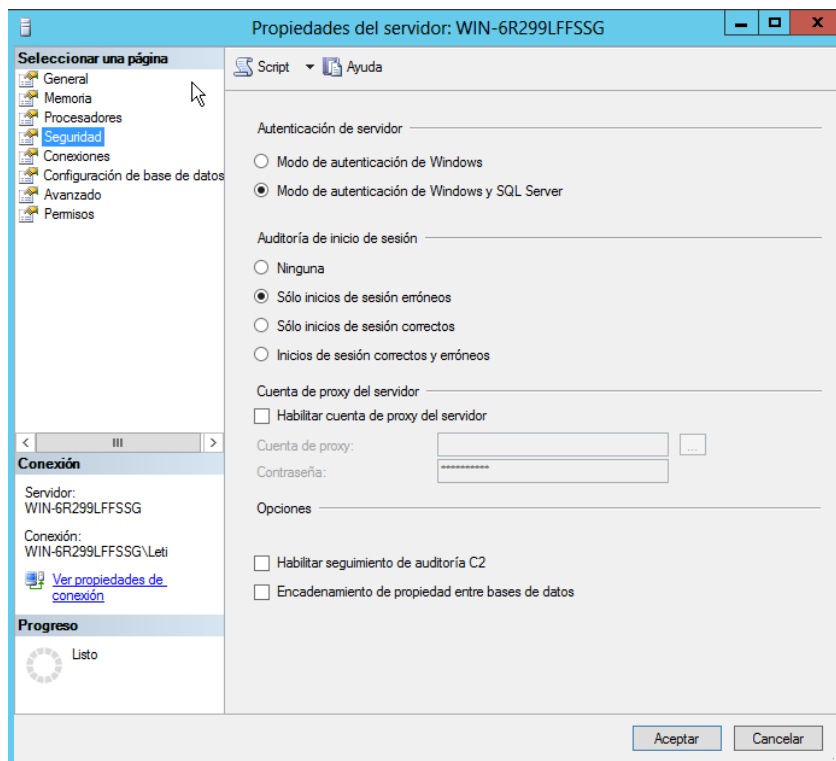 Propiedades del servidor: WIN-6R299LFFSSG
Seleccionar una página
General
Memoria
Procesadores
Seguridad
Conexiones
Configuración de base de datos
Avanzado
Permisos
Conexión
Servidor:
WIN-6R299LFFSSG
Conexión:
WIN-6R299LFFSSG\Leti
Ver propiedades de
conexión
Progreso
Listo
Script
Ayuda
Autenticación de servidor
Modo de autenticación de Windows
Modo de autenticación de Windows y SQL Server
Auditoría de inicio de sesión
Ninguna
Sólo inicios de sesión erróneos
Sólo inicios de sesión correctos
Inicios de sesión correctos y erróneos
Cuenta de proxy del servidor
Habilitar cuenta de proxy del servidor
Cuenta de proxy:
...
Contraseña:
**********
Opciones
Habilitar seguimiento de auditoría C2
Encadenamiento de propiedad entre bases de datos
Aceptar
Cancelar